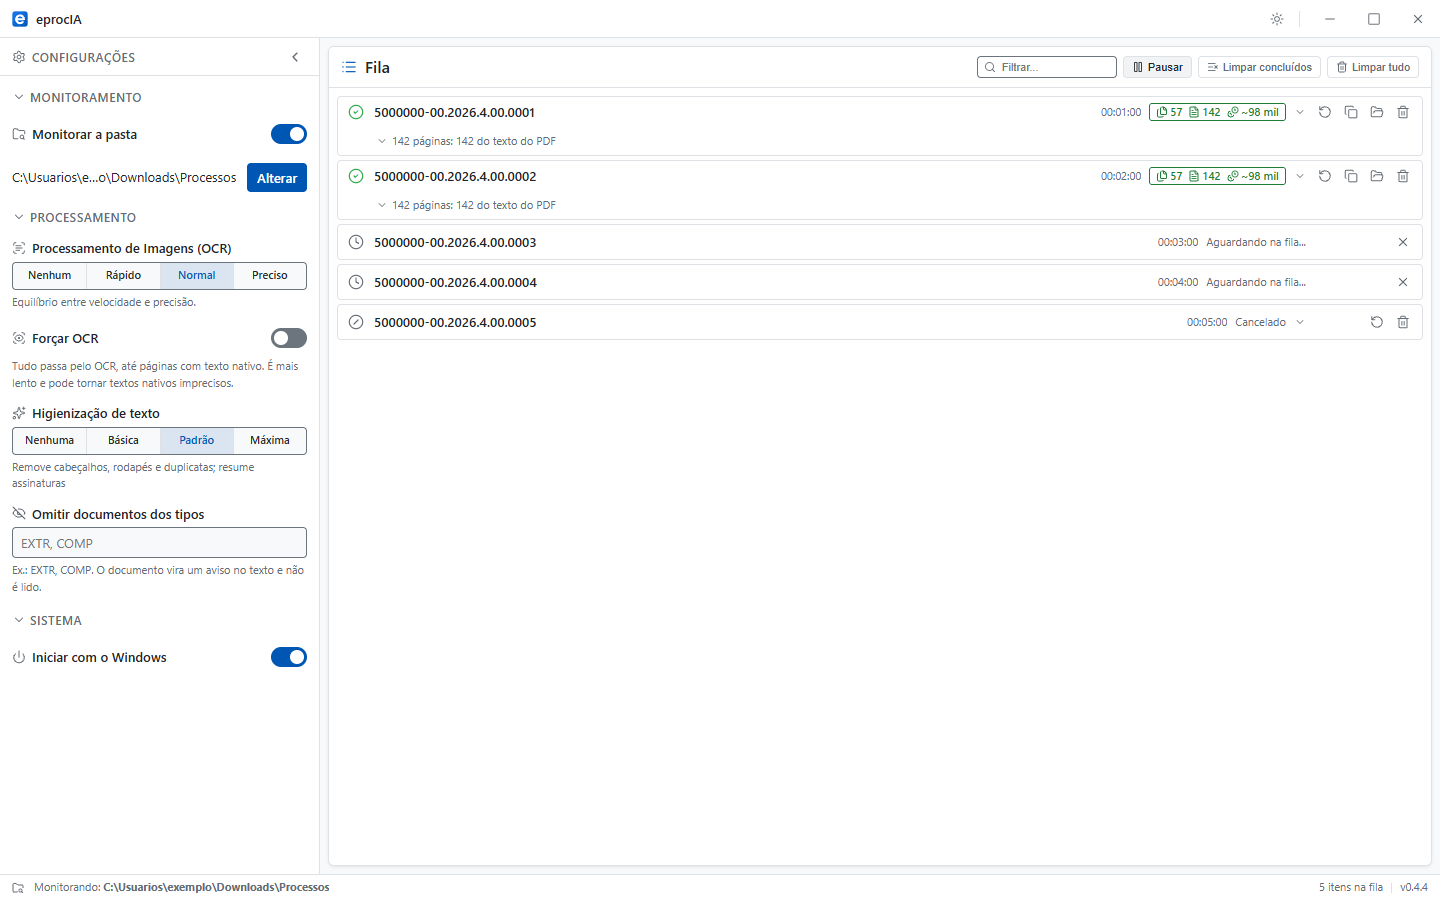 eprocIA
CONFIGURAÇÕES
MONITORAMENTO
Monitorar a pasta
C:\Usuarios\e...o\Downloads\Processos
Alterar
PROCESSAMENTO
Processamento de Imagens (OCR)
Nenhum Rápido Normal Preciso
Equilíbrio entre velocidade e precisão.
Forçar OCR
Tudo passa pelo OCR, até páginas com texto nativo. É mais
lento e pode tornar textos nativos imprecisos.
Higienização de texto
Nenhuma Básica Padrão Máxima
Remove cabeçalhos, rodapés e duplicatas; resume
assinaturas
Omitir documentos dos tipos
EXTR, COMP
Ex.: EXTR, COMP. O documento vira um aviso no texto e não
é lido.
SISTEMA
Iniciar com o Windows
Fila
Filtrar...
Pausar
Limpar concluídos
Limpar tudo
5000000-00.2026.4.00.0001 00:01:00 57 142 ~98 mil
142 páginas: 142 do texto do PDF
5000000-00.2026.4.00.0002 00:02:00 57 142 ~98 mil
142 páginas: 142 do texto do PDF
5000000-00.2026.4.00.0003 00:03:00 Aguardando na fila...
5000000-00.2026.4.00.0004 00:04:00 Aguardando na fila...
5000000-00.2026.4.00.0005 00:05:00 Cancelado
Monitorando: C:\Usuarios\exemplo\Downloads\Processos
5 itens na fila v0.4.4